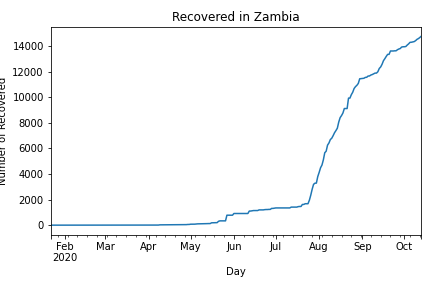 Recovered in Zambia
Number of Recovered
14000
12000
10000
8000
6000
4000
2000
0
Feb Mar Apr May Jun Jul Aug Sep Oct
2020
Day